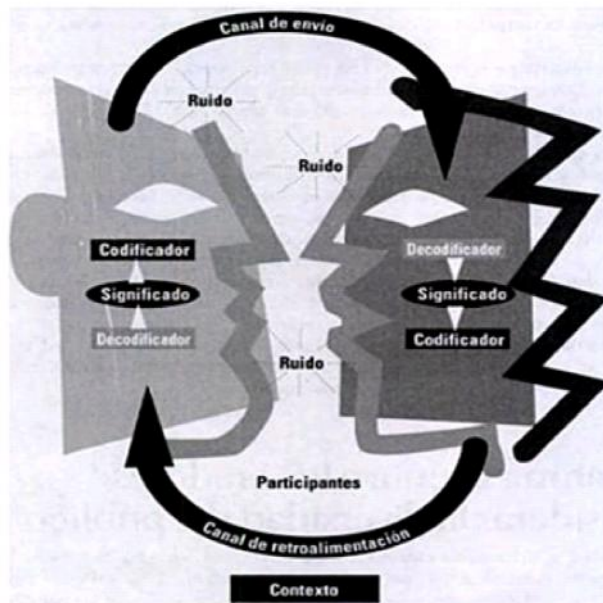 Canal de envío
Ruido
Ruido
Codificador
Significado
Decodificador
Decodificador
Significado
Codificador
Ruido
Participantes
Canal de retroalimentación
Contexto